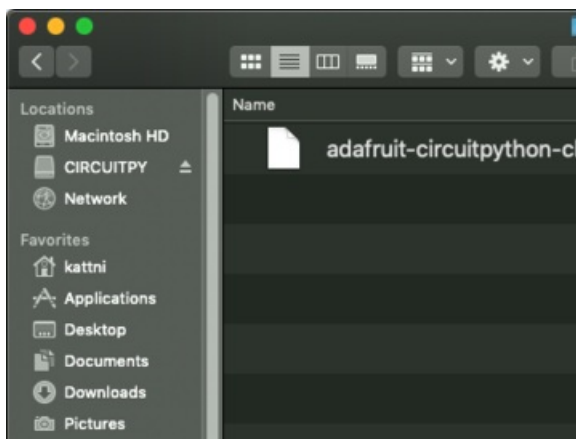 Locations
Name
Macintosh HD
adafruit-circuitpython-c
CIRCUITPY
Network
Favorites
kattni
Applications
Desktop
Documents
Downloads
Pictures